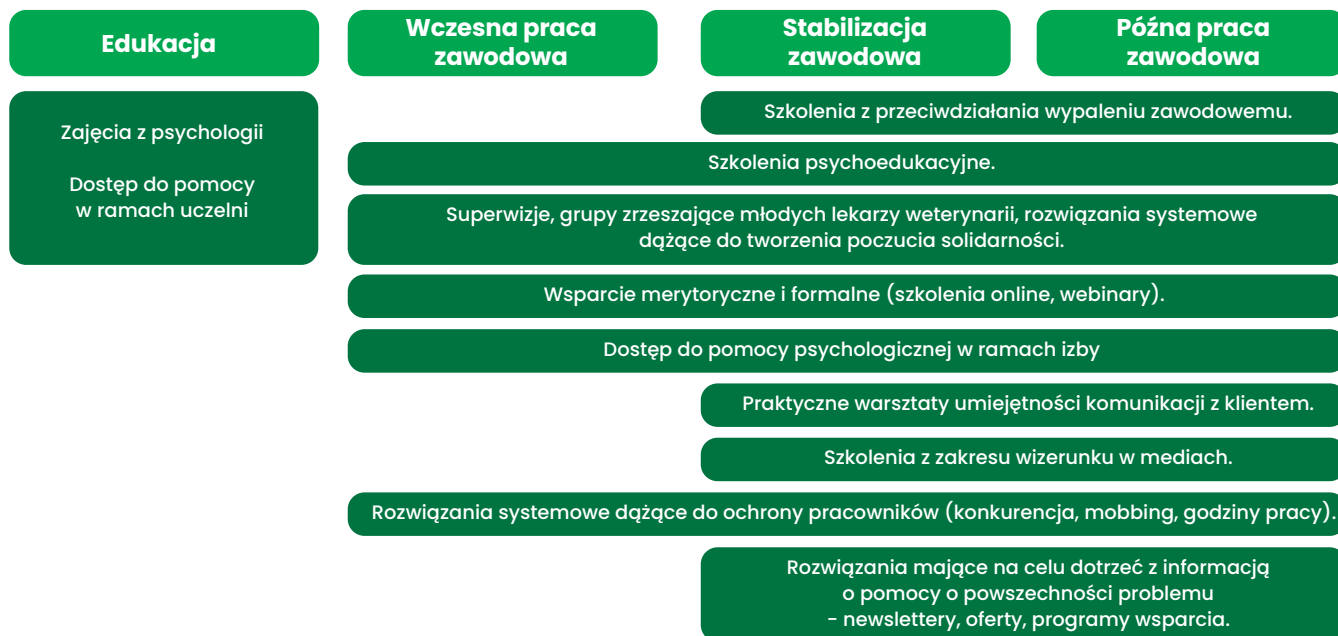 Edukacja
Wczesna praca
zawodowa
Stabilizacja
zawodowa
Późna praca
zawodowa
Zajęcia z psychologii
Dostęp do pomocy
w ramach uczelni
Szkolenia z przeciwdziałania wypaleniu zawodowemu.
Szkolenia psychoedukacyjne.
Superwizje, grupy zrzeszające młodych lekarzy weterynarii, rozwiązania systemowe
dążące do tworzenia poczucia solidarności.
Wsparcie merytoryczne i formalne (szkolenia online, webinary).
Dostęp do pomocy psychologicznej w ramach izby
Praktyczne warsztaty umiejętności komunikacji z klientem.
Szkolenia z zakresu wizerunku w mediach.
Rozwiązania systemowe dążące do ochrony pracowników (konkurencja, mobbing, godziny pracy).
Rozwiązania mające na celu dotrzeć z informacją
o pomocy o powszechności problemu
- newslettery, oferty, programy wsparcia.